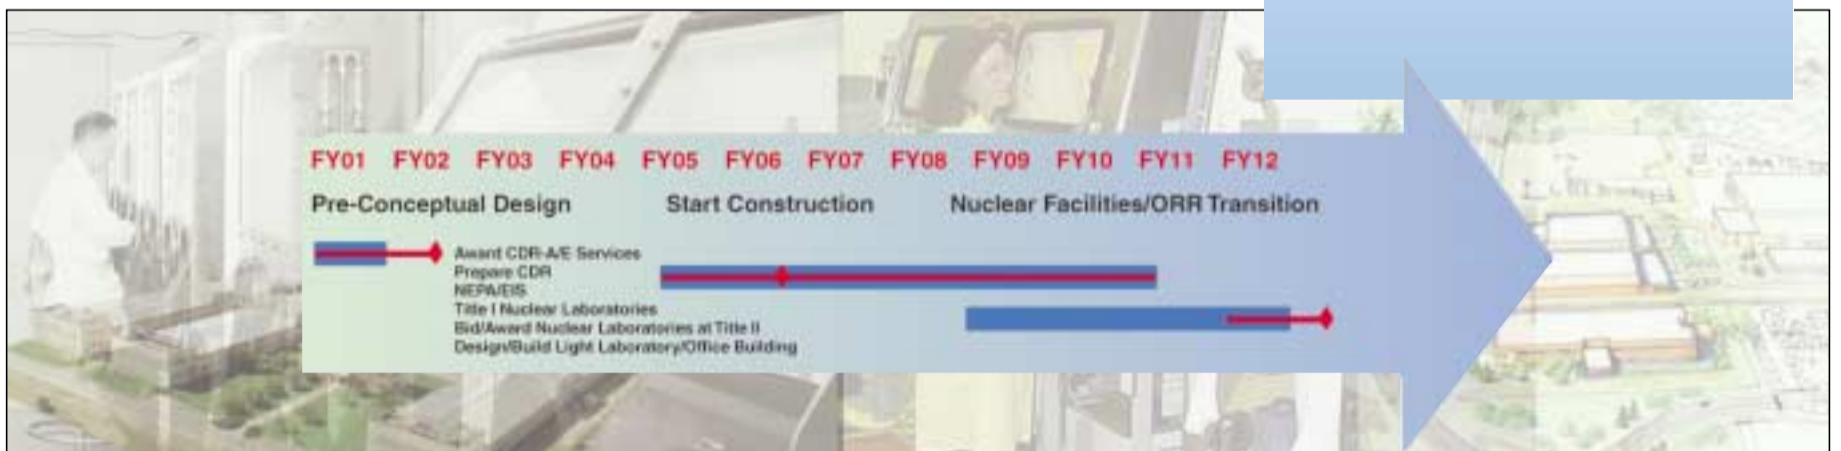 FY01 FY02 FY03 FY04 FY05 FY06 FY07 FY08 FY09 FY10 FY11 FY12
Pre-Conceptual Design Start Construction Nuclear Facilities/ORR Transition
Awant CDR-A/E Services
Prepare CDR
NEPA/EIS
Title I Nuclear Laboratories
Bid/Award Nuclear Laboratories at Title II
Design/Build Light Laboratory/Office Building